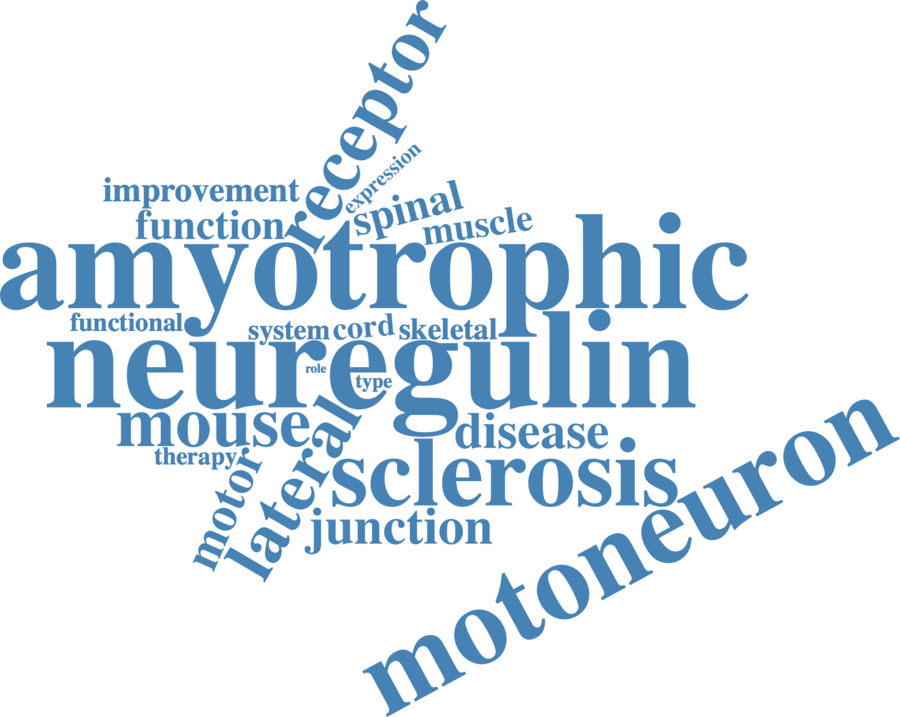 receptor
expression
improvement
spinal
function
muscle
amyotrophic
functional
system
cord
skeletal
neuregulin
role
type
mouse
lateral
disease
therapy
motor
sclerosis
junction
motoneuron